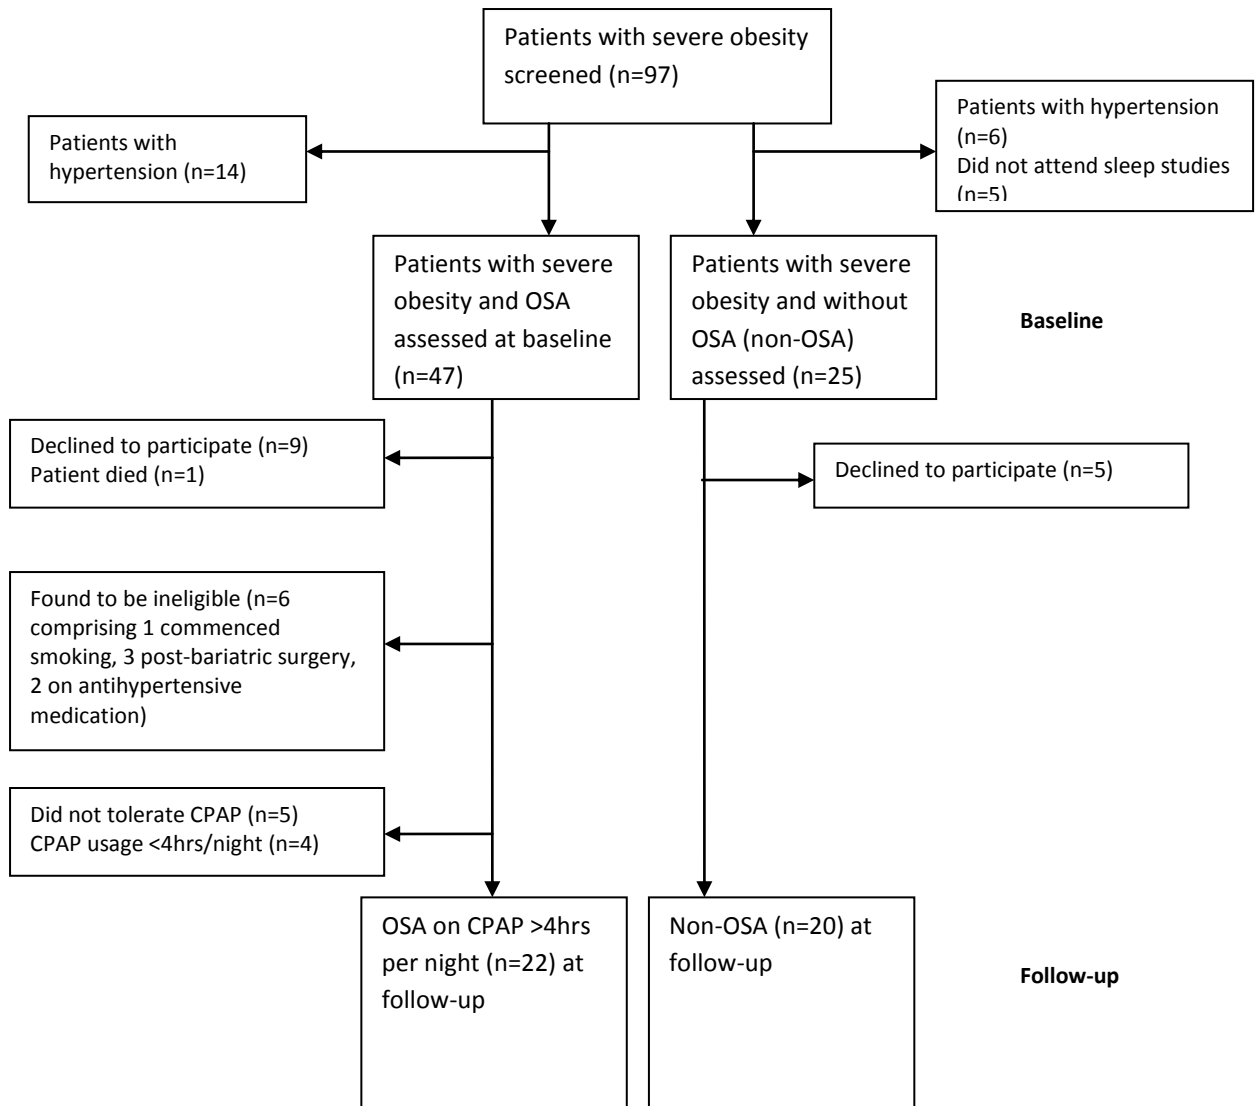 Patients with severe obesity
screened (n=97)
Patients with
hypertension (n=14)
Patients with hypertension
(n=6)
Did not attend sleep studies
(n=5)
Patients with severe
obesity and OSA
assessed at baseline
(n=47)
Patients with severe
obesity and without
OSA (non-OSA)
assessed (n=25)
Baseline
Declined to participate (n=9)
Patient died (n=1)
Declined to participate (n=5)
Found to be ineligible (n=6
comprising 1 commenced
smoking, 3 post-bariatric surgery,
2 on antihypertensive
medication)
Did not tolerate CPAP (n=5)
CPAP usage <4hrs/night (n=4)
OSA on CPAP >4hrs
per night (n=22) at
follow-up
Non-OSA (n=20) at
follow-up
Follow-up